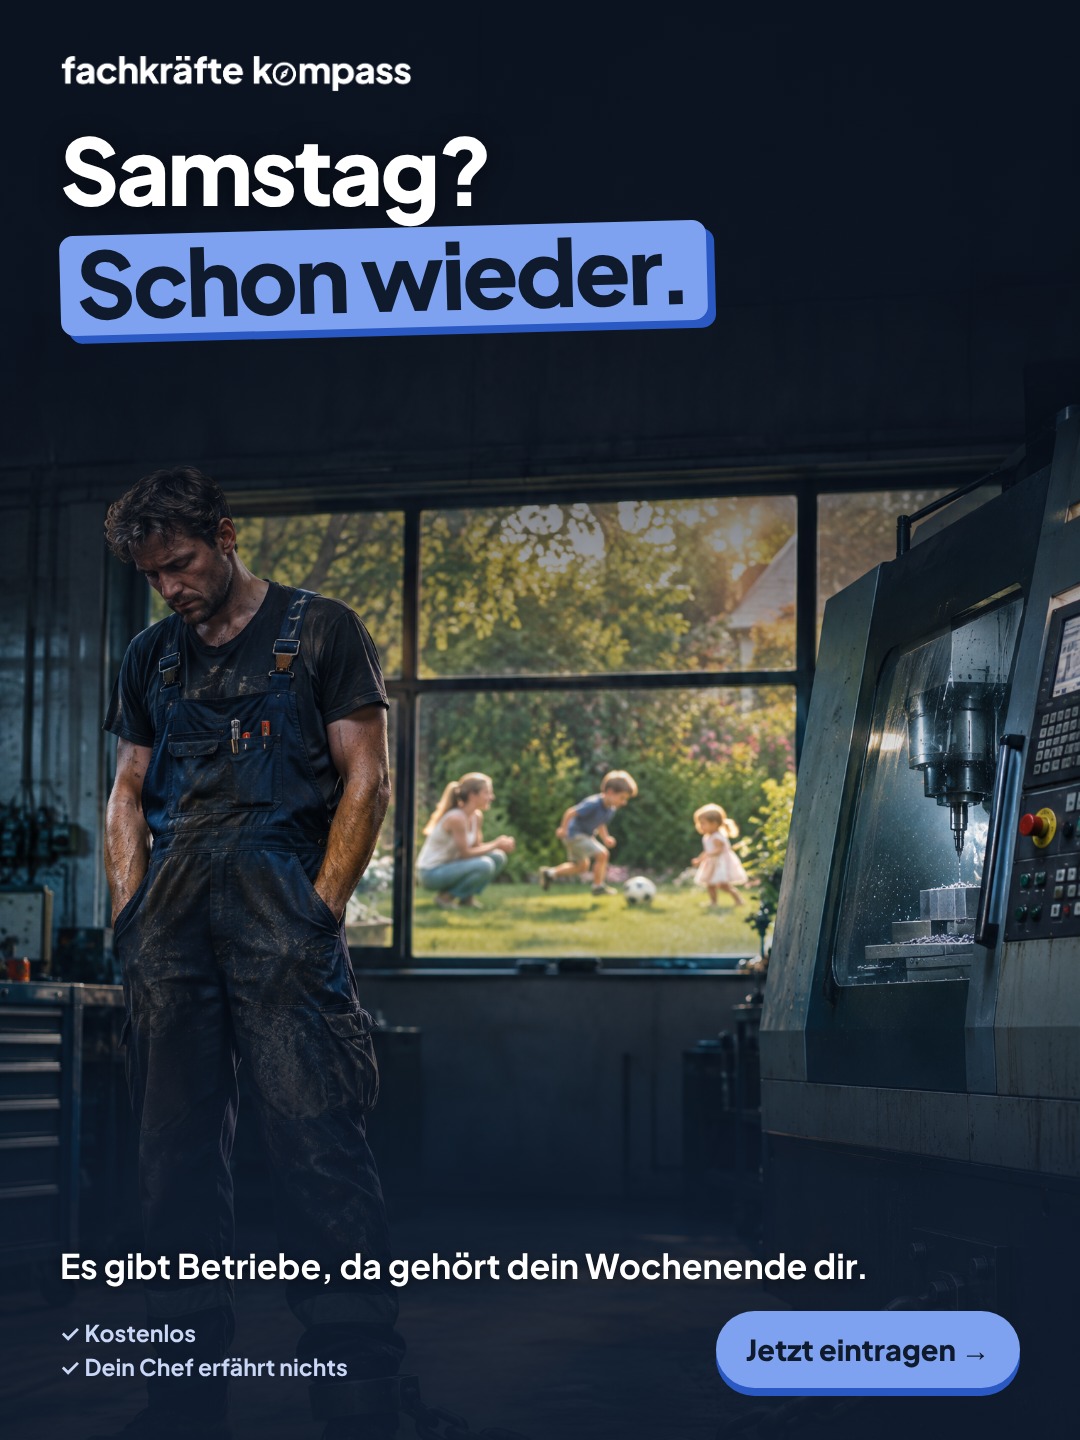 fachkräfte kompass
Samstag?
Schon wieder.
Es gibt Betriebe, da gehört dein Wochenende dir.
✓ Kostenlos
✓ Dein Chef erfährt nichts
Jetzt eintragen →